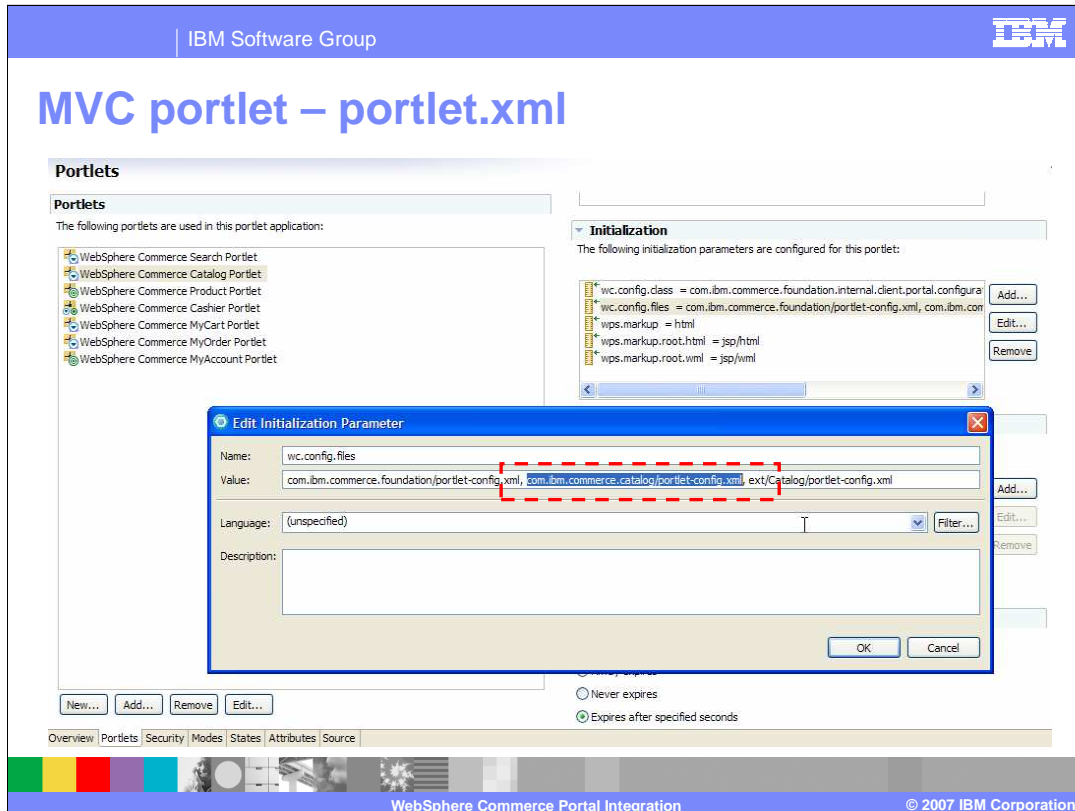 IBM Software Group
IBM
MVC portlet – portlet.xml
Portlets
Portlets
The following portlets are used in this portlet application:
WebSphere Commerce Search Portlet
WebSphere Commerce Catalog Portlet
WebSphere Commerce Product Portlet
WebSphere Commerce Cashier Portlet
WebSphere Commerce MyCart Portlet
WebSphere Commerce MyOrder Portlet
WebSphere Commerce MyAccount Portlet
Initialization
The following initialization parameters are configured for this portlet:
wc.config.class = com.ibm.commerce.foundation.internal.client.portal.configura
wc.config.files = com.ibm.commerce.foundation/portlet-config.xml, com.ibm.com
wps.markup = html
wps.markup.root.html = jsp/html
wps.markup.root.wml = jsp/wml
Add...
Edit...
Remove
Edit Initialization Parameter
Name: wc.config.files
Value: com.ibm.commerce.foundation/portlet-config.xml, com.ibm.commerce.catalog/portlet-config.xml, ext/Catalog/portlet-config.xml
Language: (unspecified) Filter...
Description:
OK Cancel
Add...
Edit...
Remove
Never expires
Expires after specified seconds
New... Add... Remove Edit...
Overview Portlets Security Modes States Attributes Source
WebSphere Commerce Portal Integration
© 2007 IBM Corporation